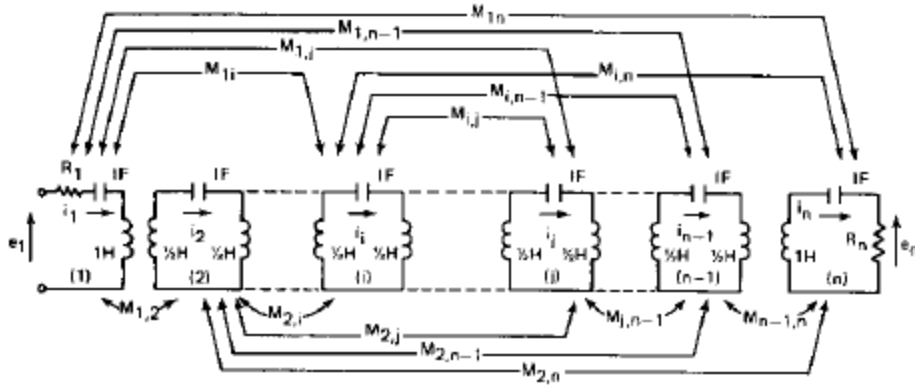 M1n
M1,n-1
M1,j
M1i
Mi,n
Mi,n-1
Mi,j
R1 1F 1F 1F 1F 1F 1F
e1 i1 i2 ii ij in-1 in Rn en
1H ½H ½H ½H ½H ½H ½H ½H ½H 1H
(1) (2) (i) (j) (n-1) (n)
M1,2 M2,i Mj,n-1 Mn-1,n
M2,j
M2,n-1
M2,n